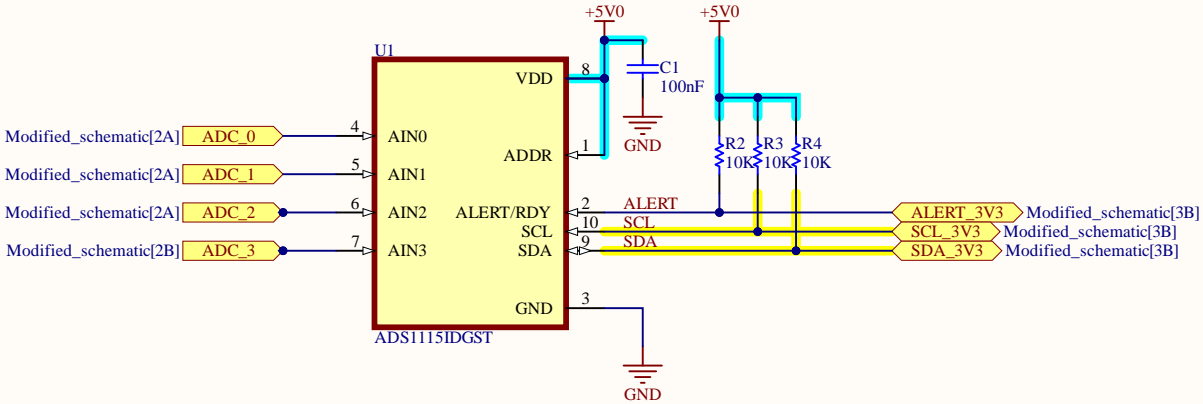 +5V0
+5V0
U1
VDD
8
C1
100nF
GND
Modified_schematic[2A] ADC_0 4 AIN0
ADDR 1
R2 10K
R3 10K
R4 10K
Modified_schematic[2A] ADC_1 5 AIN1
Modified_schematic[2A] ADC_2 6 AIN2
ALERT/RDY 2 ALERT ALERT_3V3 Modified_schematic[3B]
SCL 10 SCL SCL_3V3 Modified_schematic[3B]
Modified_schematic[2B] ADC_3 7 AIN3
SDA 9 SDA SDA_3V3 Modified_schematic[3B]
GND 3
ADS1115IDGST
GND